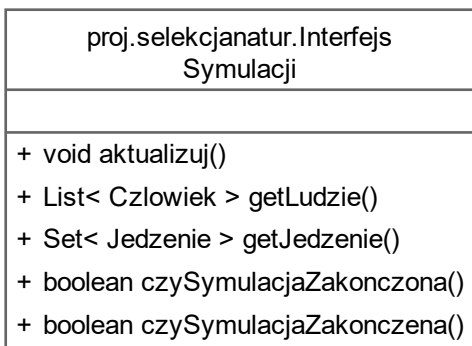 proj.selekcjanatur.Interfejs
Symulacji
+ void aktualizuj()
+ List< Czlowiek > getLudzie()
+ Set< Jedzenie > getJedzenie()
+ boolean czySymulacjaZakonczona()
+ boolean czySymulacjaZakonczena()